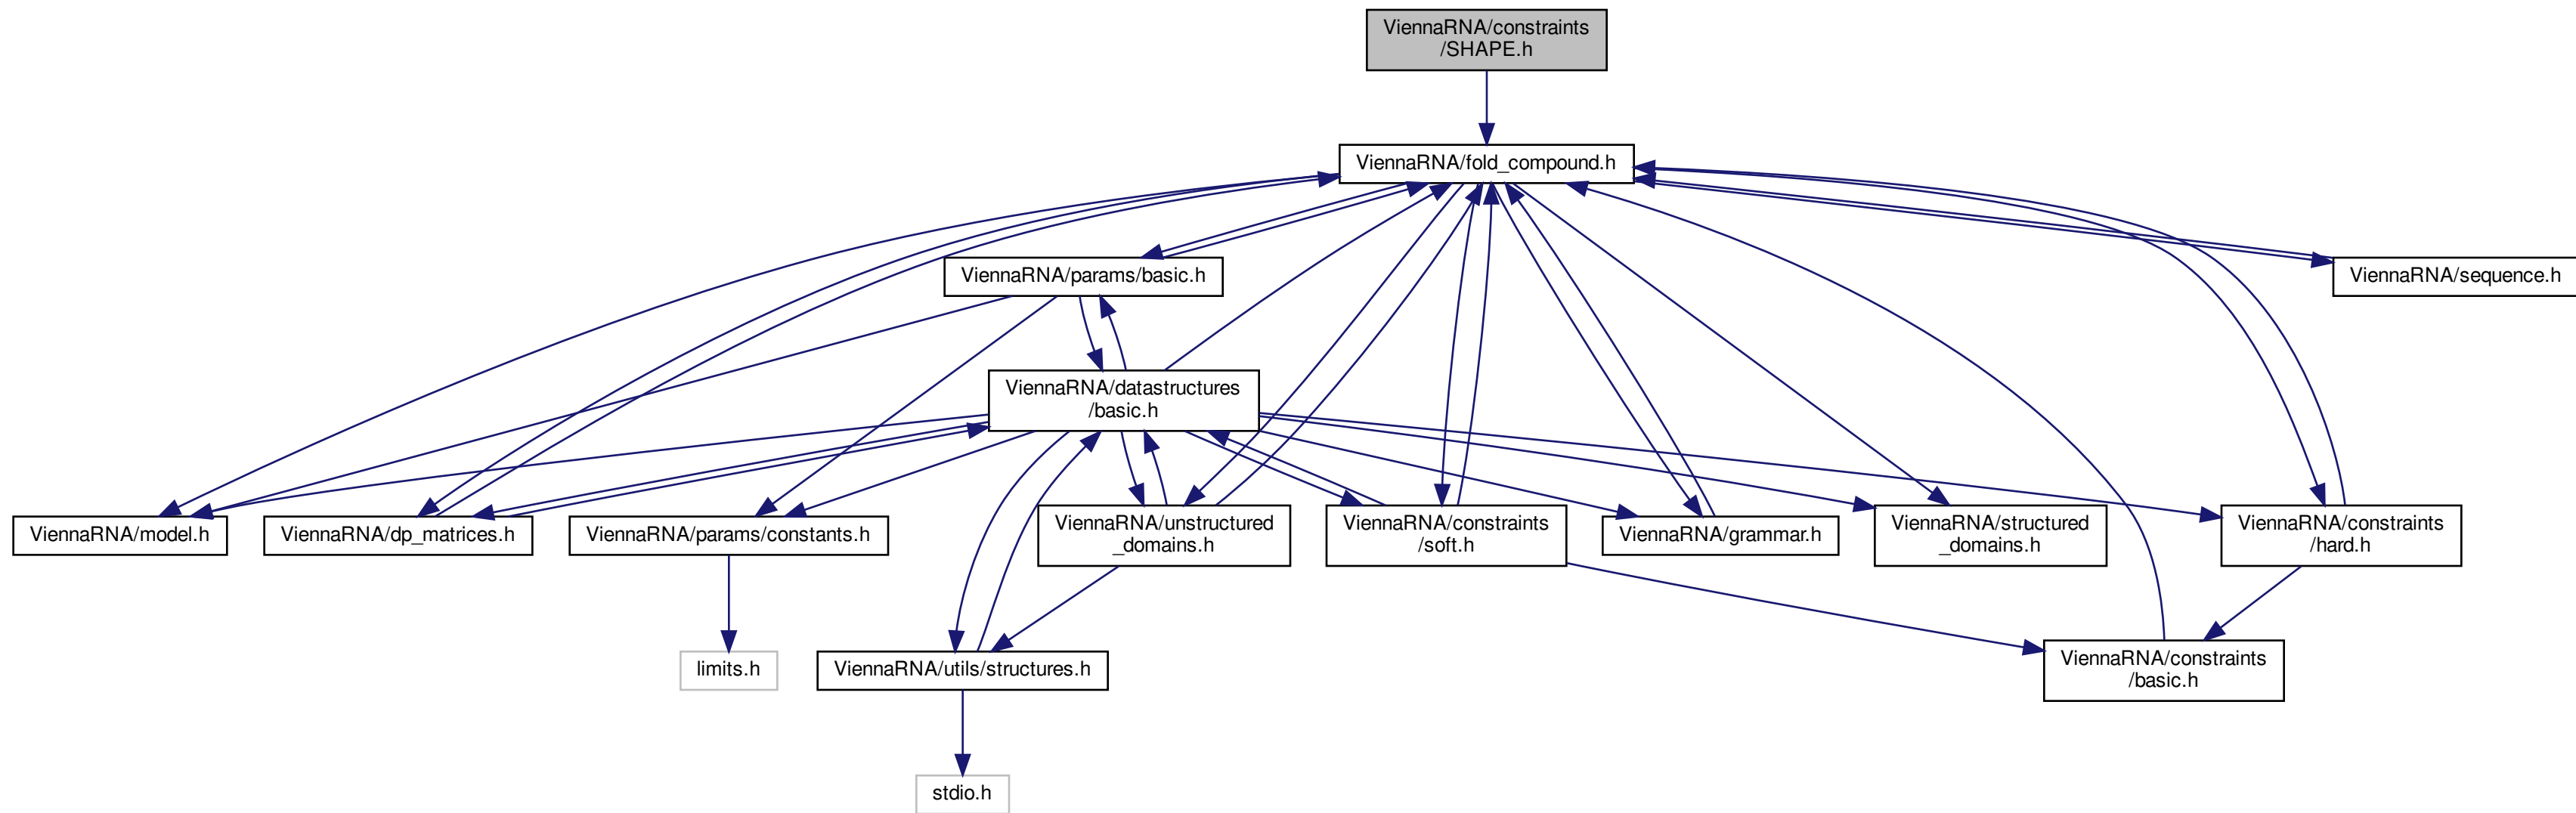 ViennaRNA/constraints
/SHAPE.h
ViennaRNA/fold_compound.h
ViennaRNA/params/basic.h
ViennaRNA/sequence.h
ViennaRNA/datastructures
/basic.h
ViennaRNA/model.h
ViennaRNA/dp_matrices.h
ViennaRNA/params/constants.h
ViennaRNA/unstructured
_domains.h
ViennaRNA/constraints
/soft.h
ViennaRNA/grammar.h
ViennaRNA/structured
_domains.h
ViennaRNA/constraints
/hard.h
limits.h
ViennaRNA/utils/structures.h
ViennaRNA/constraints
/basic.h
stdio.h